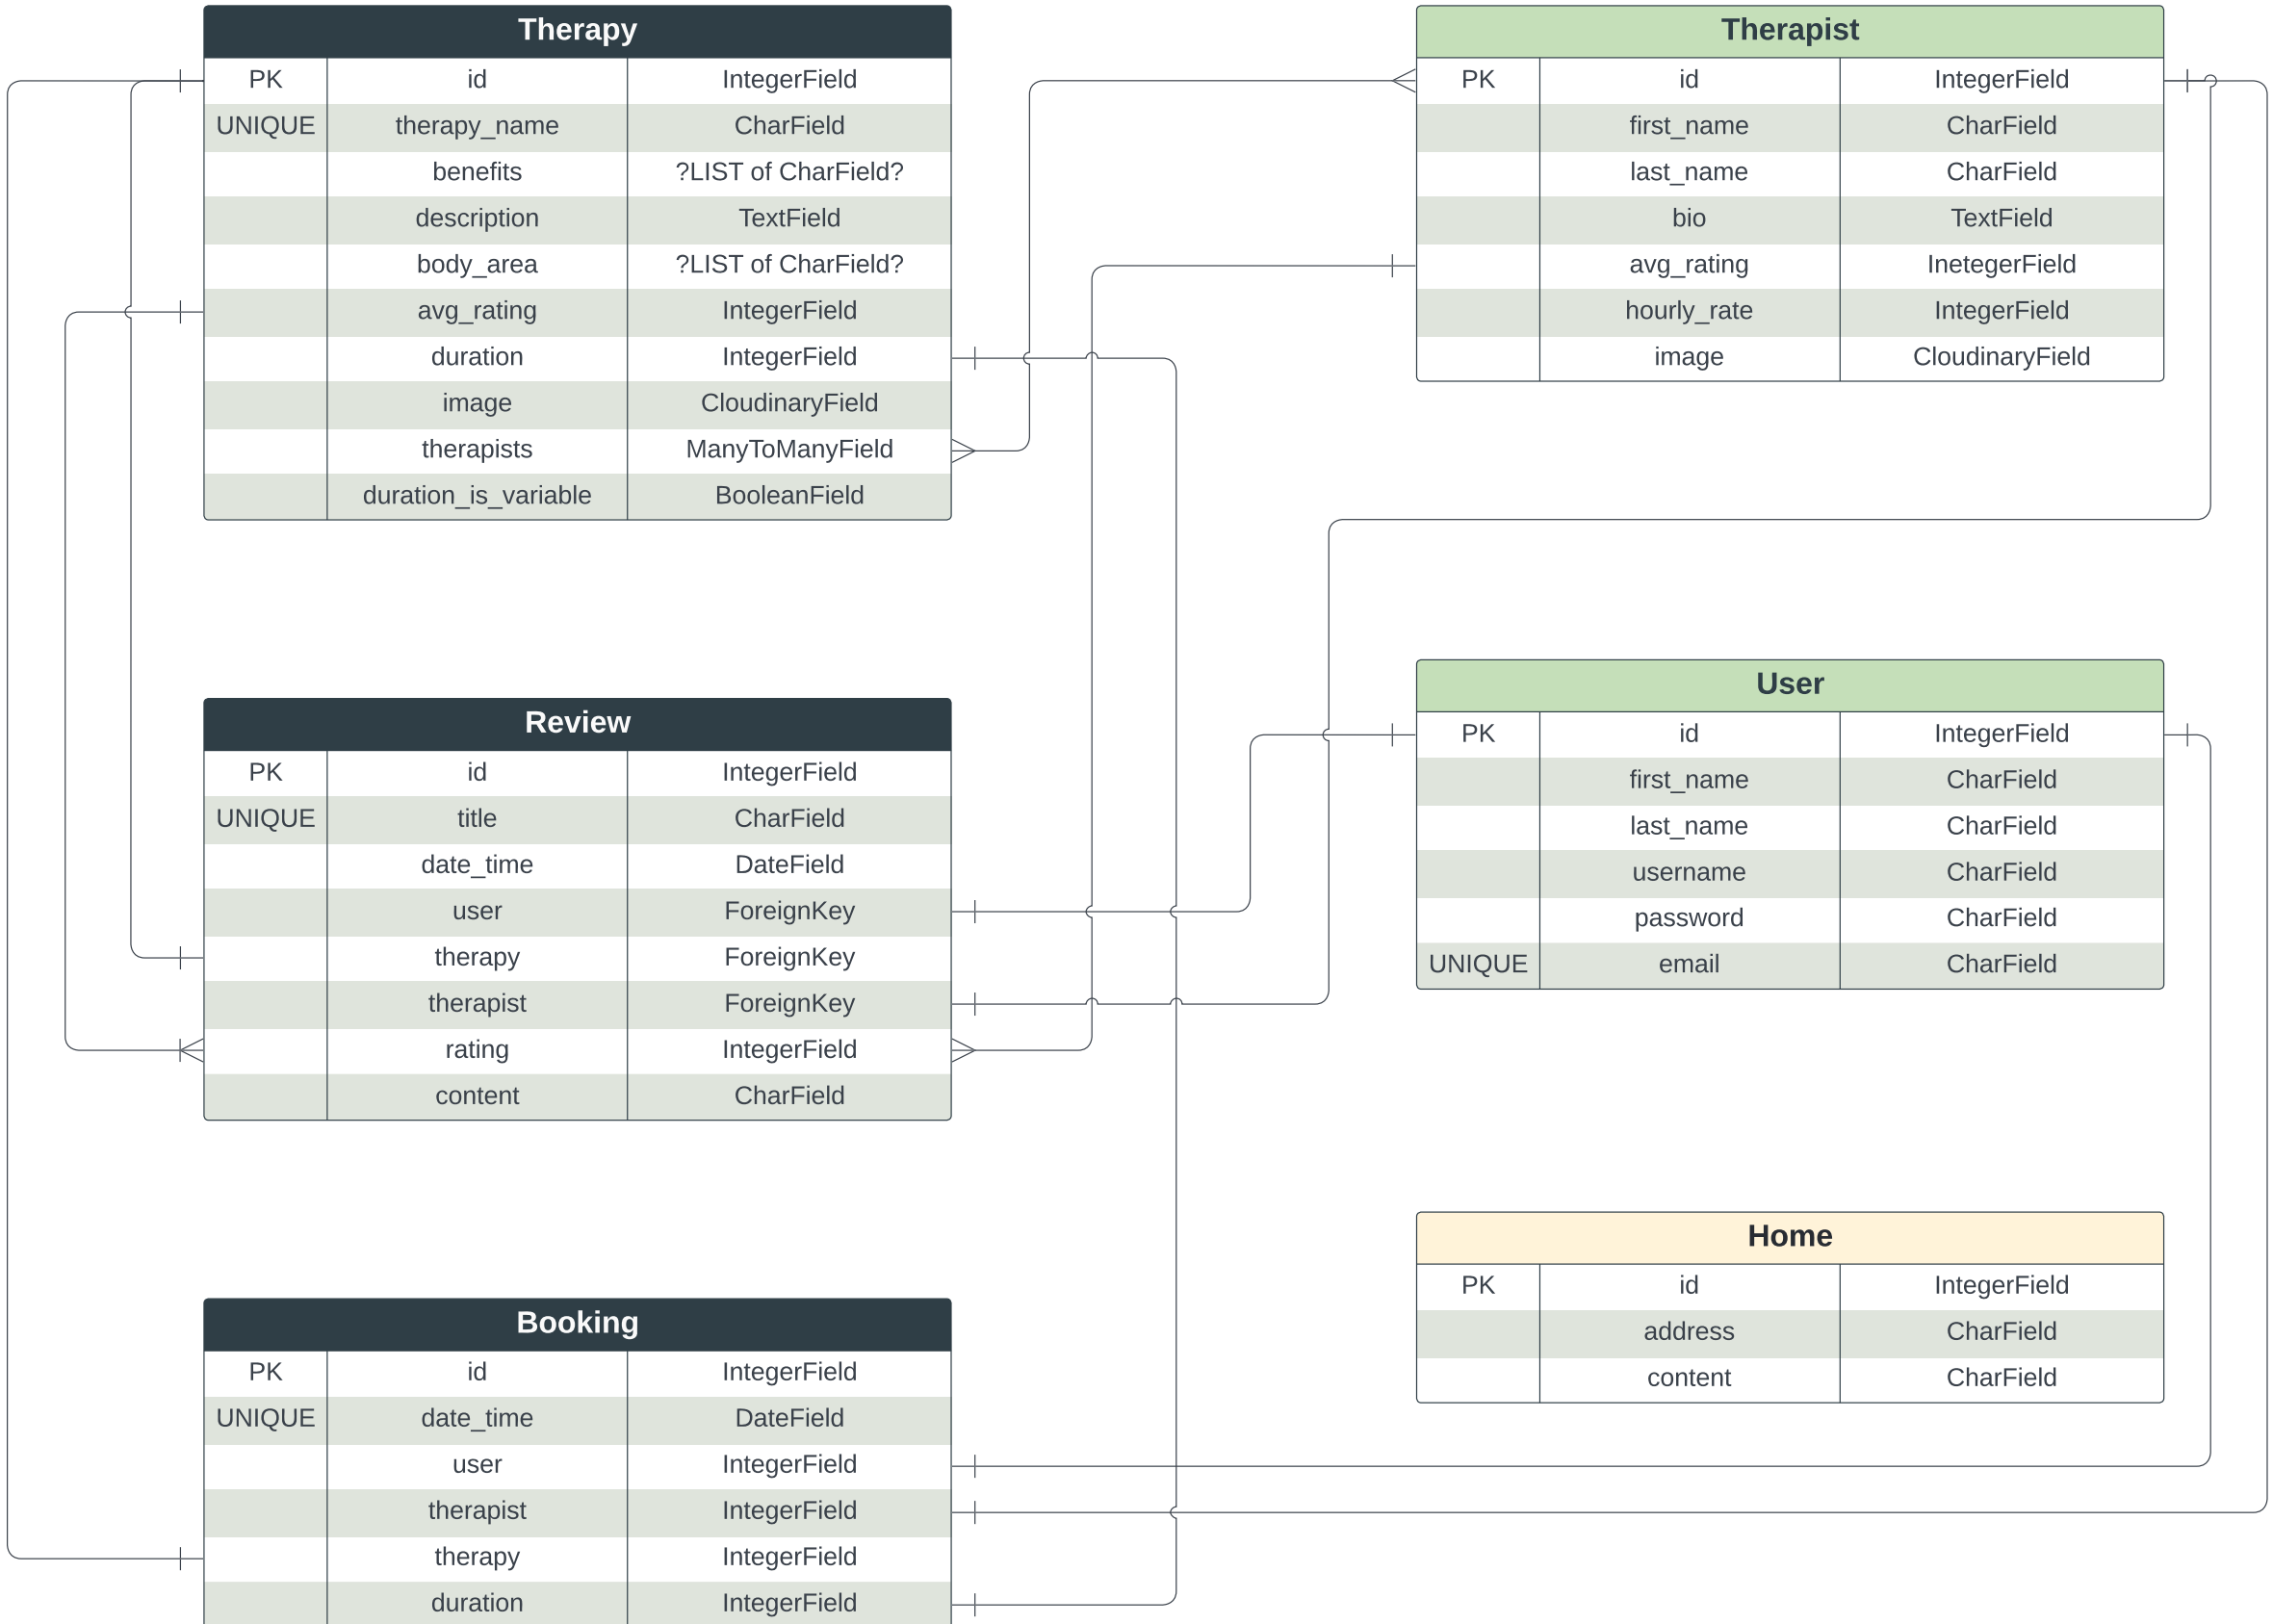 Therapy
PK id IntegerField
UNIQUE therapy_name CharField
benefits ?LIST of CharField?
description TextField
body_area ?LIST of CharField?
avg_rating IntegerField
duration IntegerField
image CloudinaryField
therapists ManyToManyField
duration_is_variable BooleanField
Therapist
PK id IntegerField
first_name CharField
last_name CharField
bio TextField
avg_rating InetegerField
hourly_rate IntegerField
image CloudinaryField
Review
PK id IntegerField
UNIQUE title CharField
date_time DateField
user ForeignKey
therapy ForeignKey
therapist ForeignKey
rating IntegerField
content CharField
User
PK id IntegerField
first_name CharField
last_name CharField
username CharField
password CharField
UNIQUE email CharField
Home
PK id IntegerField
address CharField
content CharField
Booking
PK id IntegerField
UNIQUE date_time DateField
user IntegerField
therapist IntegerField
therapy IntegerField
duration IntegerField